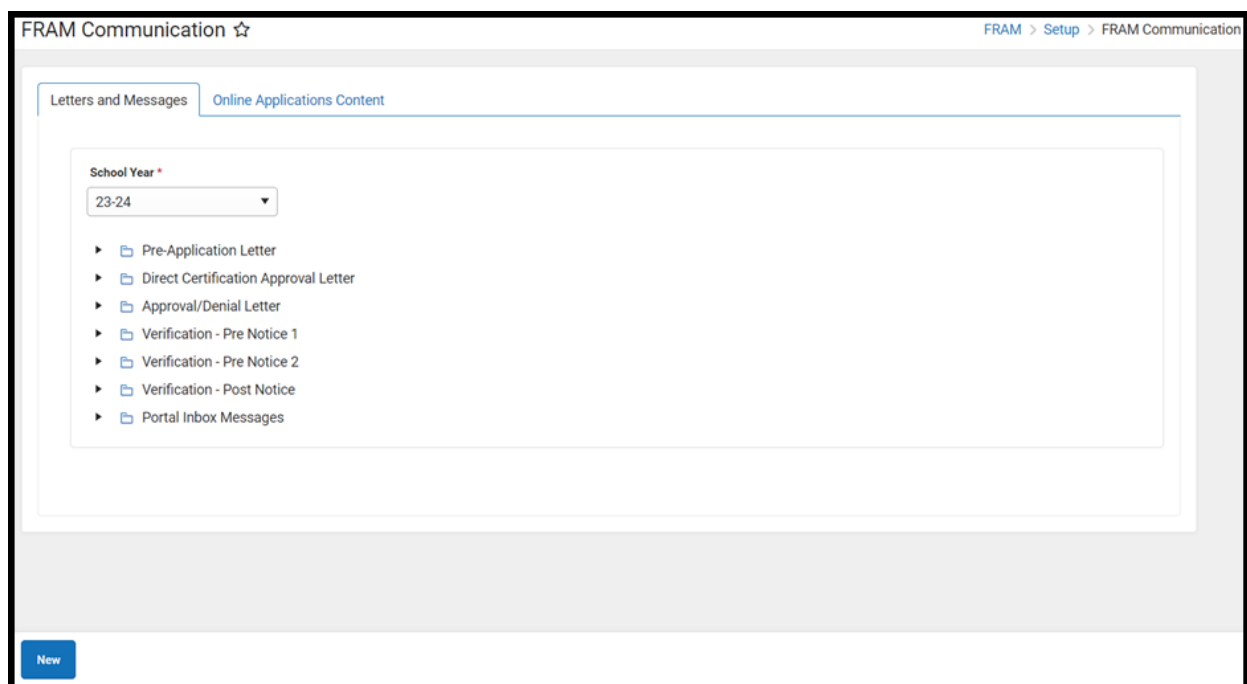 FRAM Communication ☆
FRAM > Setup > FRAM Communication
Letters and Messages
Online Applications Content
School Year *
23-24
Pre-Application Letter
Direct Certification Approval Letter
Approval/Denial Letter
Verification - Pre Notice 1
Verification - Pre Notice 2
Verification - Post Notice
Portal Inbox Messages
New